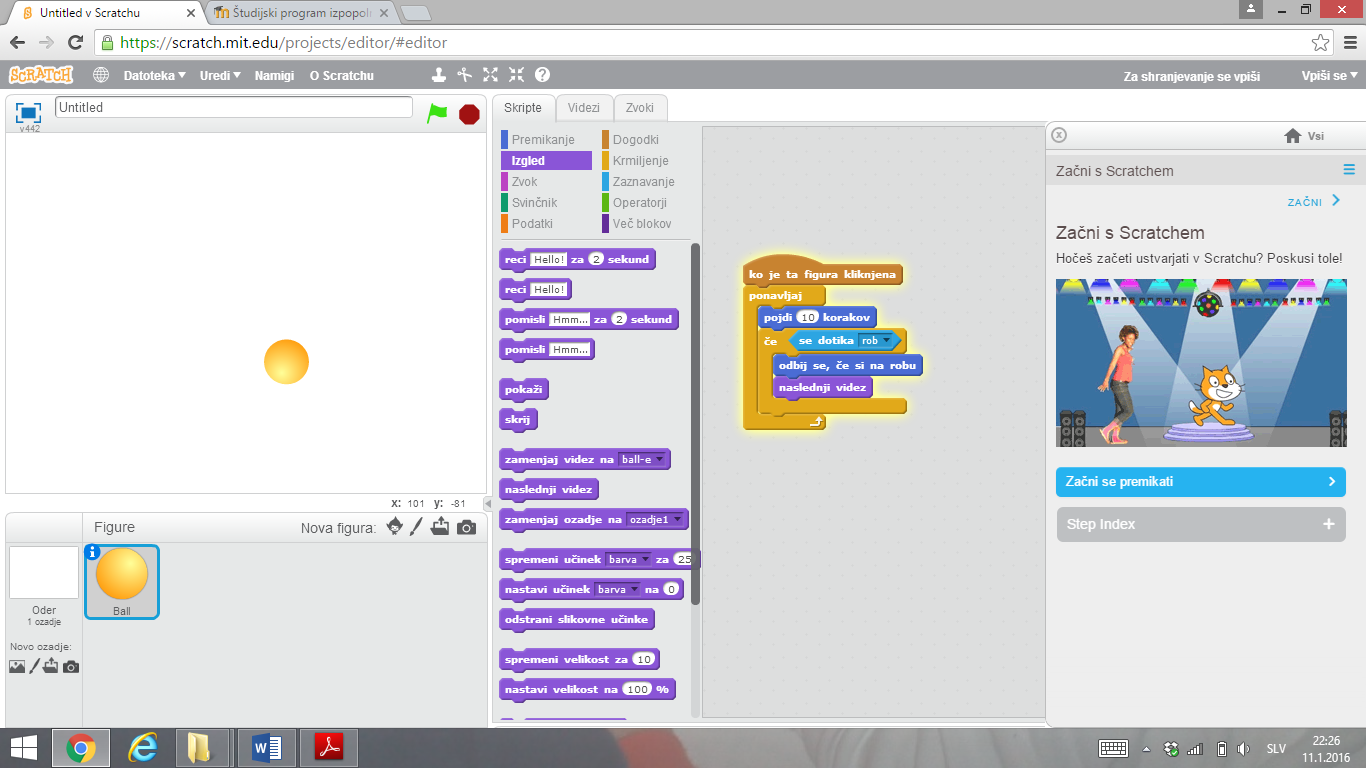 Untitled v Scratchu
Študijski program izpopoln
https://scratch.mit.edu/projects/editor/#editor
SCRATCH
Datoteka
Uredi
Namigi
O Scratchu
Za shranjevanje se vpiši
Vpiši se
v442
Untitled
x: 101 y: -81
Figure
Nova figura:
Oder
1 ozadje
Novo ozadje:
Ball
Skripte
Videzi
Zvoki
Premikanje
Izgled
Zvok
Svinčnik
Podatki
Dogodki
Krmiljenje
Zaznavanje
Operatorji
Več blokov
reci Hello! za 2 sekund
reci Hello!
pomisli Hmm... za 2 sekund
pomisli Hmm...
pokaži
skrij
zamenjaj videz na ball-e
naslednji videz
zamenjaj ozadje na ozadje1
spremeni učinek barva za 25
nastavi učinek barva na 0
odstrani slikovne učinke
spremeni velikost za 10
nastavi velikost na 100 %
ko je ta figura kliknjena
ponavljaj
pojdi 10 korakov
če se dotika rob
odbij se, če si na robu
naslednji videz
Vsi
Začni s Scratchem
ZAČNI
Začni s Scratchem
Hočeš začeti ustvarjati v Scratchu? Poskusi tole!
Začni se premikati
Step Index
SLV
22:26
11.1.2016